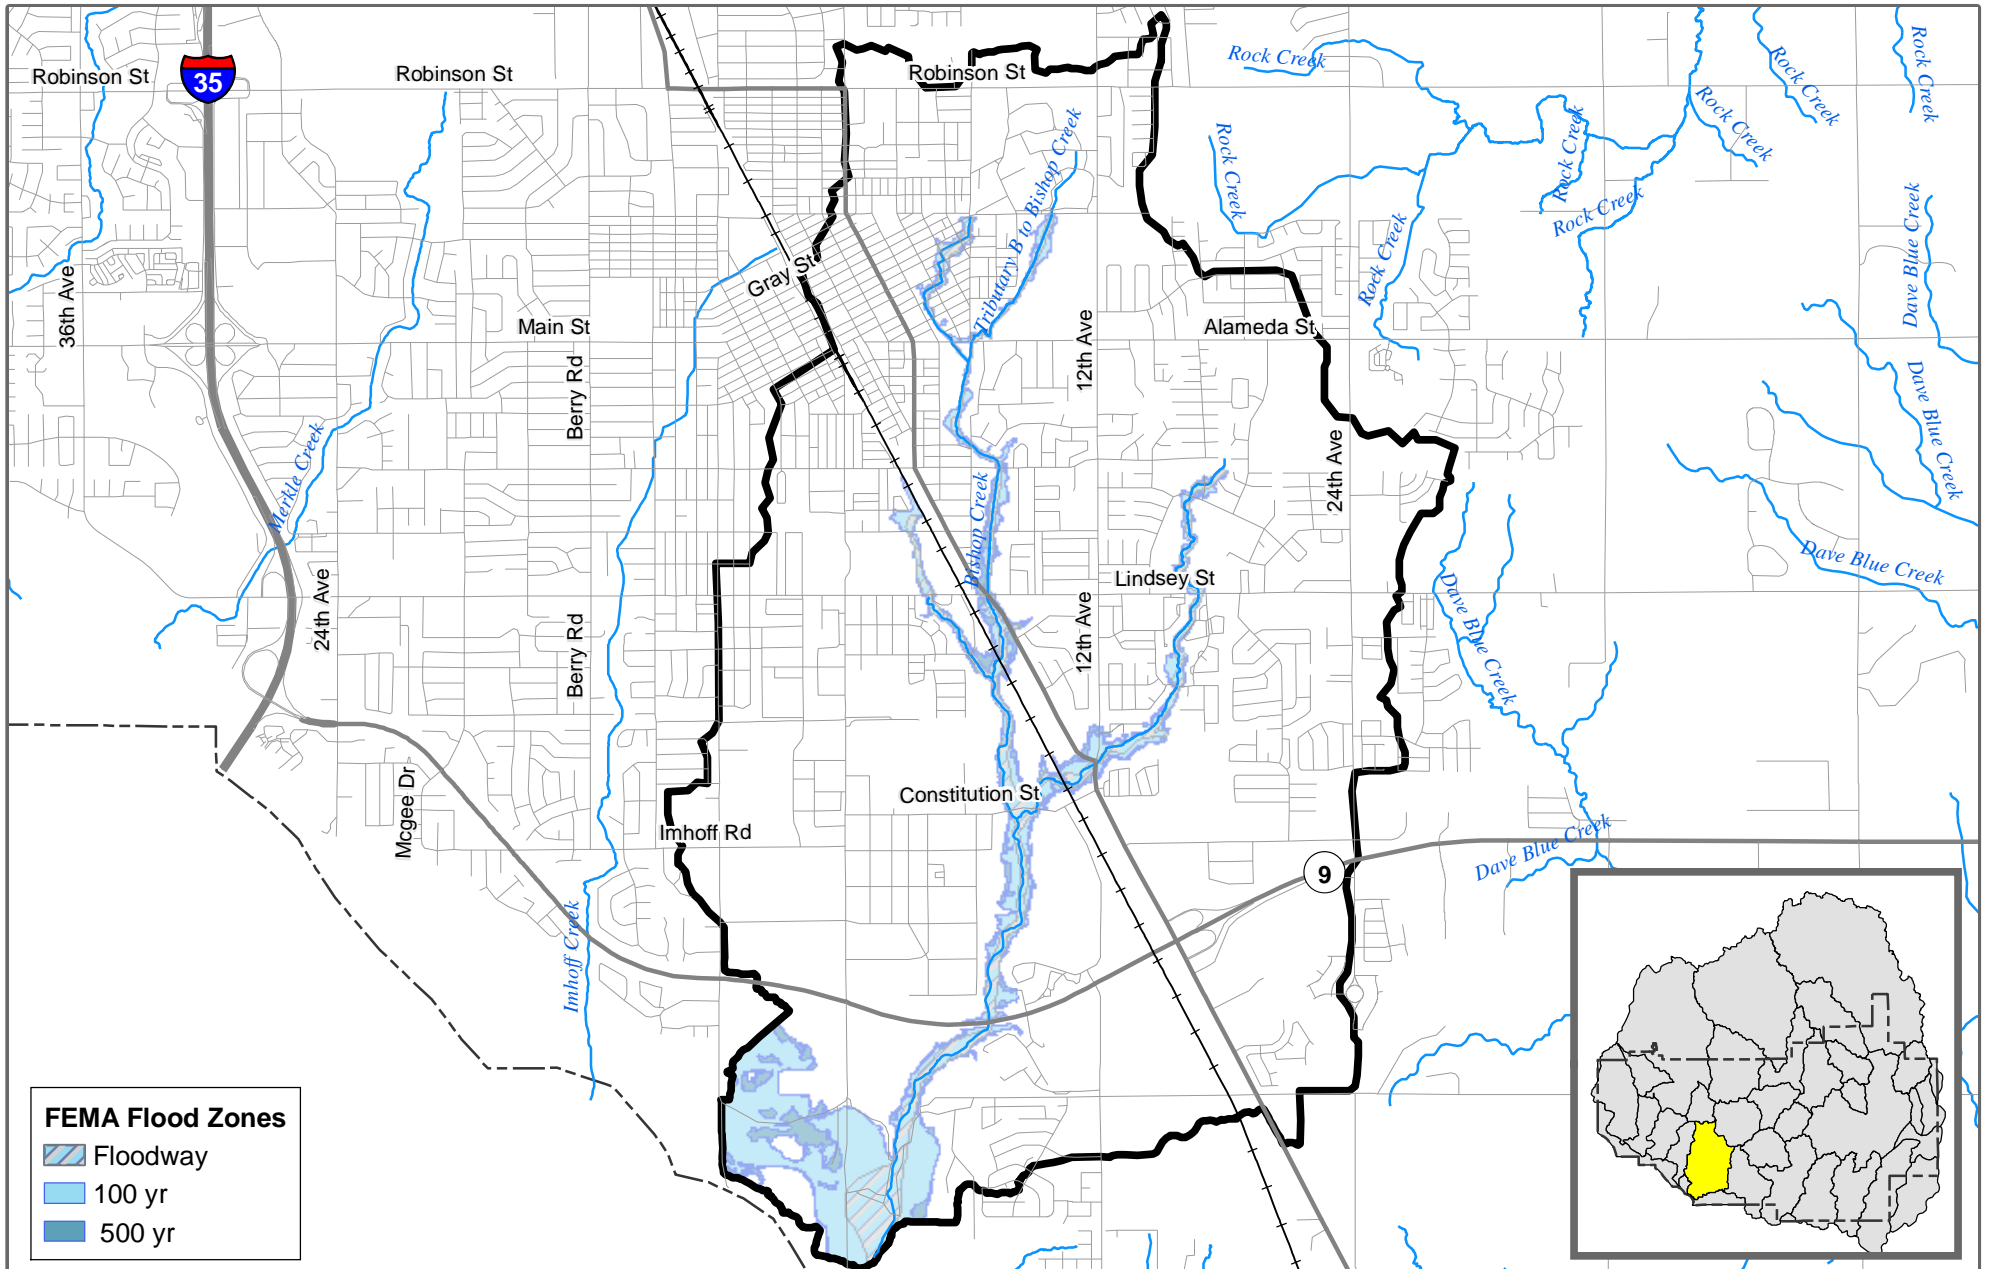 Robinson St
35
Robinson St
Robinson St
Rock Creek
Rock Creek
Rock Creek
Rock Creek
Rock Creek
Rock Creek
Rock Creek
Rock Creek
Tributary B to Bishop Creek
Dave Blue Creek
36th Ave
Gray St
Main St
Berry Rd
12th Ave
Alameda St
Rock Creek
Dave Blue Creek
Merkle Creek
24th Ave
Bishop Creek
Dave Blue Creek
24th Ave
Berry Rd
Lindsey St
12th Ave
Dave Blue Creek
Mcgee Dr
Constitution St
Imhoff Rd
Dave Blue Creek
9
Imhoff Creek
FEMA Flood Zones
Floodway
100 yr
500 yr